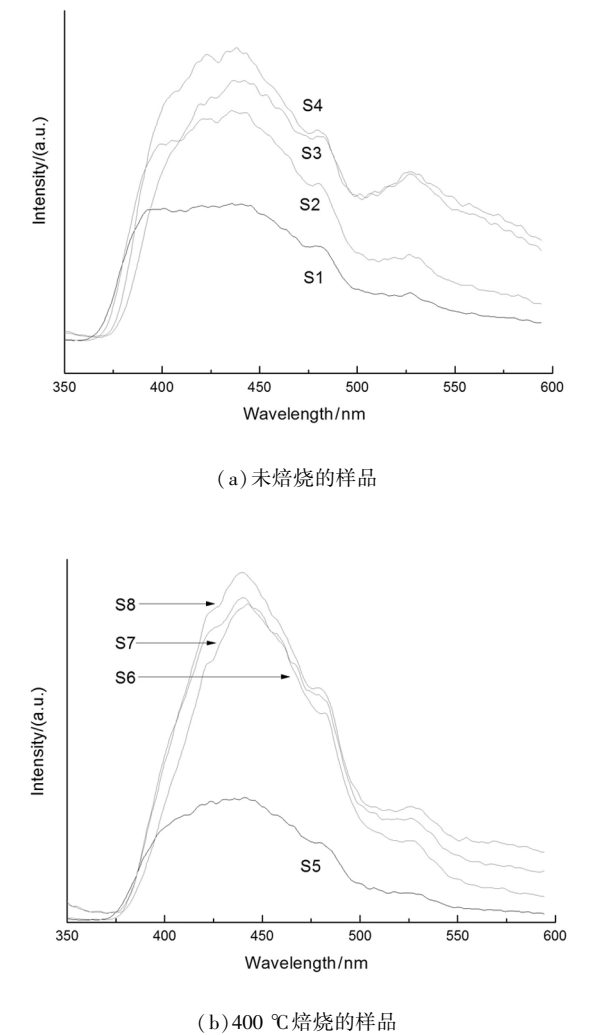 Intensity/(a.u.)
S4
S3
S2
S1
350 400 450 500 550 600
Wavelength/nm
(a)未焙烧的样品
Intensity/(a.u.)
S8
S7
S6
S5
350 400 450 500 550 600
Wavelength/nm
(b)400 ℃焙烧的样品